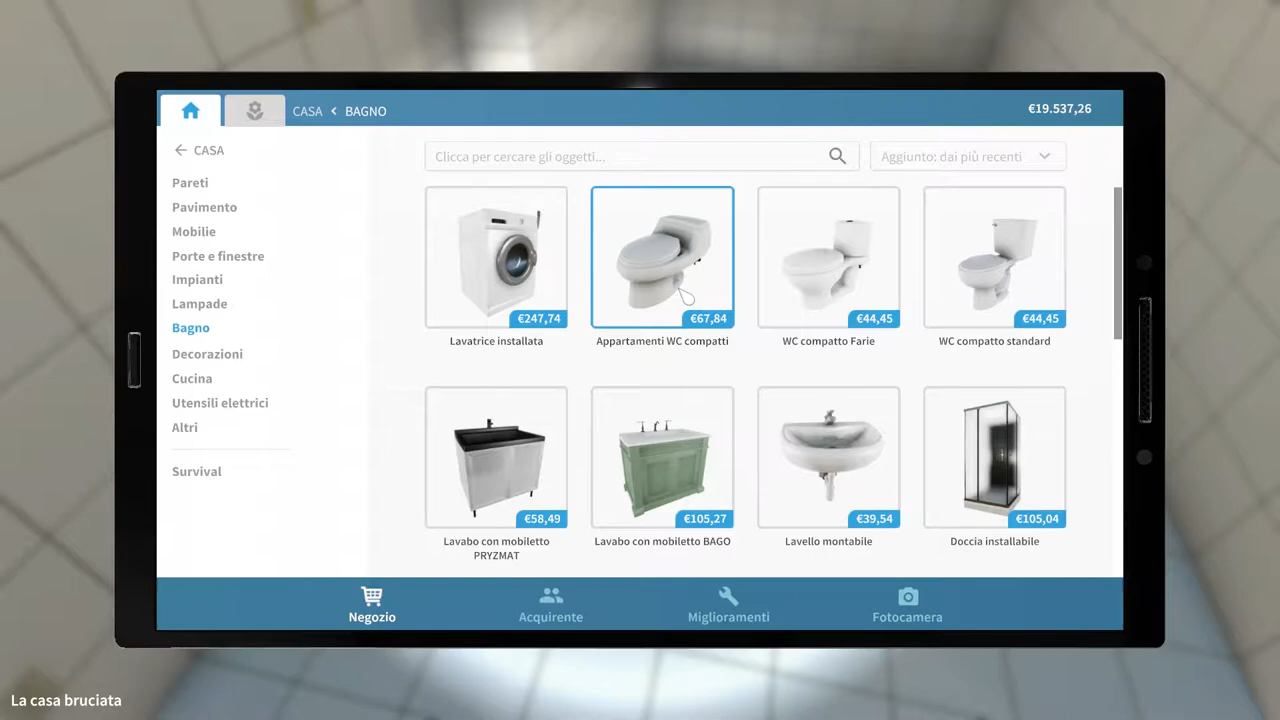 CASA < BAGNO
€19.537,26
CASA
Pareti
Pavimento
Mobilie
Porte e finestre
Impianti
Lampade
Bagno
Decorazioni
Cucina
Utensili elettrici
Altri
Survival
Clicca per cercare gli oggetti...
Aggiunto: dai più recenti
€247,74
€67,84
€44,45
€44,45
Lavatrice installata
Appartamenti WC compatti
WC compatto Farie
WC compatto standard
€58,49
€105,27
€39,54
€105,04
Lavabo con mobiletto
PRYZMAT
Lavabo con mobiletto BAGO
Lavello montabile
Doccia installabile
Negozio
Acquirente
Miglioramenti
Fotocamera
La casa bruciata